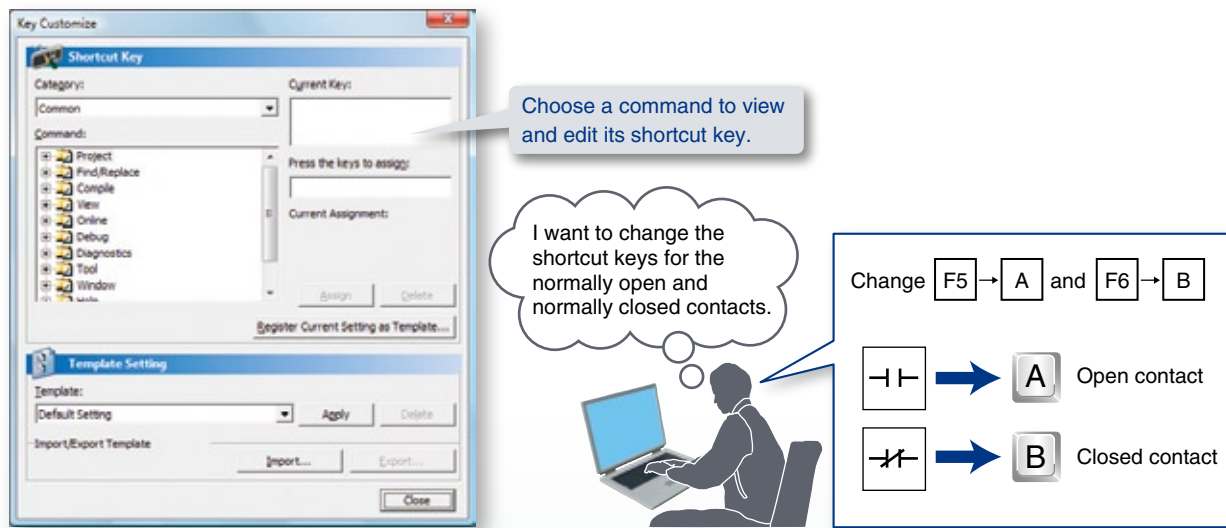 Key Customize
Shortcut Key
Category:
Common
Command:
Project
Find/Replace
Compile
View
Online
Debug
Diagnostics
Tool
Window
Help
Current Key:
Press the keys to assign:
Current Assignment:
Assign Delete
Register Current Setting as Template...
Template Setting
Template:
Default Setting
Apply Delete
Import/Export Template
Import... Export...
Close
Choose a command to view
and edit its shortcut key.
I want to change the
shortcut keys for the
normally open and
normally closed contacts.
Change F5 → A and F6 → B
A Open contact
B Closed contact